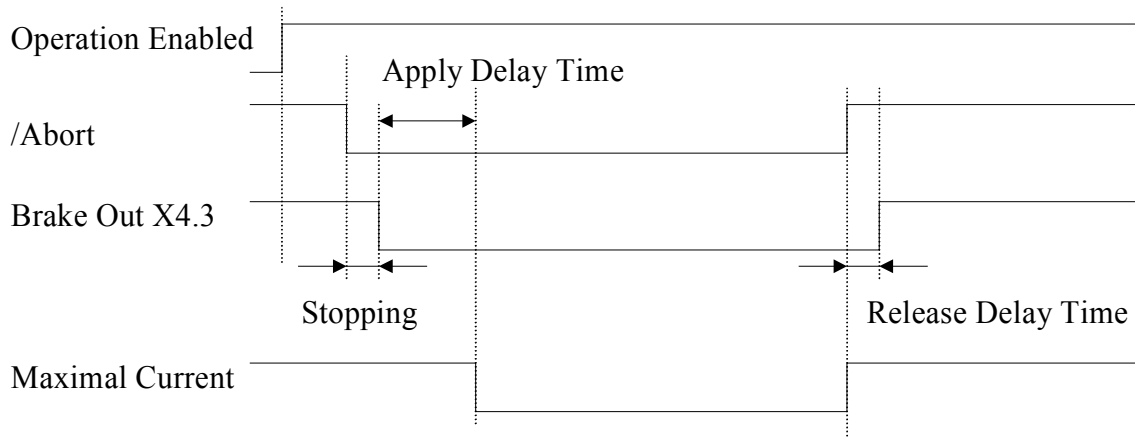 Operation Enabled
Apply Delay Time
/Abort
Brake Out X4.3
Stopping
Release Delay Time
Maximal Current